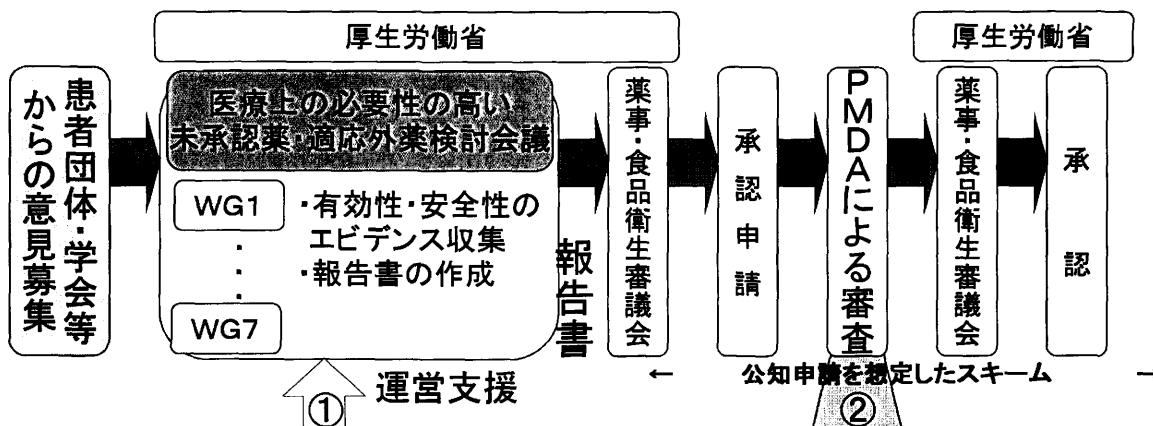 厚生労働省
厚生労働省
患者団体・学会等
からの意見募集
医療上の必要性の高い
未承認薬・適応外薬検討会議
WG1
・
・
・
WG7
・有効性・安全性の
エビデンス収集
・報告書の作成
報告書
薬事・食品衛生審議会
承認申請
PMDAによる審査
薬事・食品衛生審議会
承認
← 公知申請を想定したスキーム −
① 運営支援
②